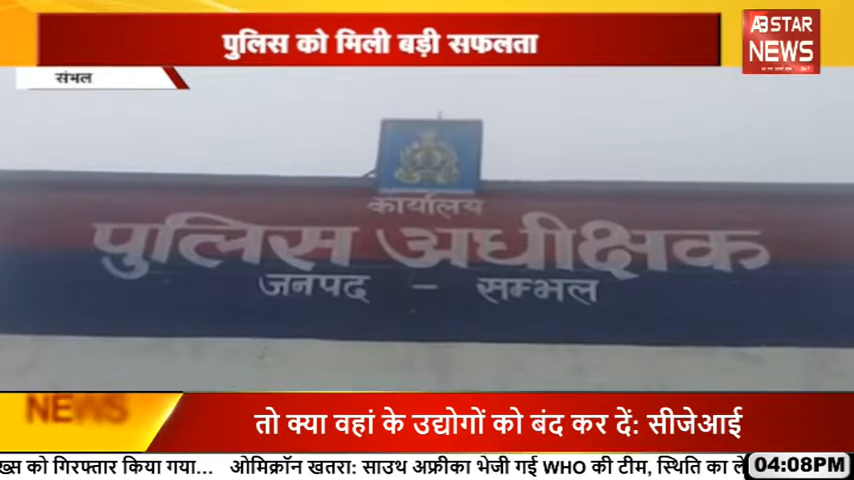 पुलिस को मिली बड़ी सफलता
AB STAR
NEWS
संभल
कार्यालय
पुलिस अधीक्षक
जनपद - सम्भल
NEWS
तो क्या वहां के उद्योगों को बंद कर दें: सीजेआई
को गिरफ्तार किया गया... ओमिक्रॉन खतरा: साउथ अफ्रीका भेजी गई WHO की टीम, स्थिति का
04:08PM